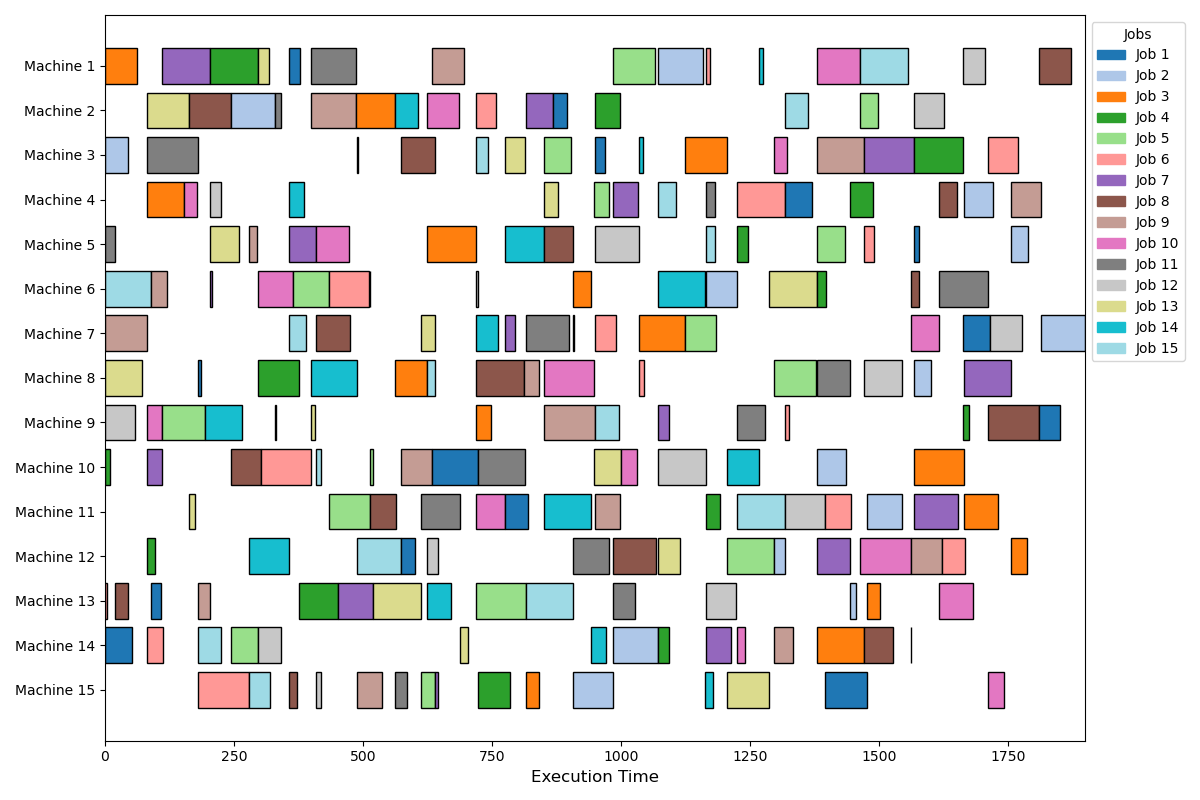 Machine 1
Machine 2
Machine 3
Machine 4
Machine 5
Machine 6
Machine 7
Machine 8
Machine 9
Machine 10
Machine 11
Machine 12
Machine 13
Machine 14
Machine 15
0 250 500 750 1000 1250 1500 1750
Execution Time
Jobs
Job 1
Job 2
Job 3
Job 4
Job 5
Job 6
Job 7
Job 8
Job 9
Job 10
Job 11
Job 12
Job 13
Job 14
Job 15